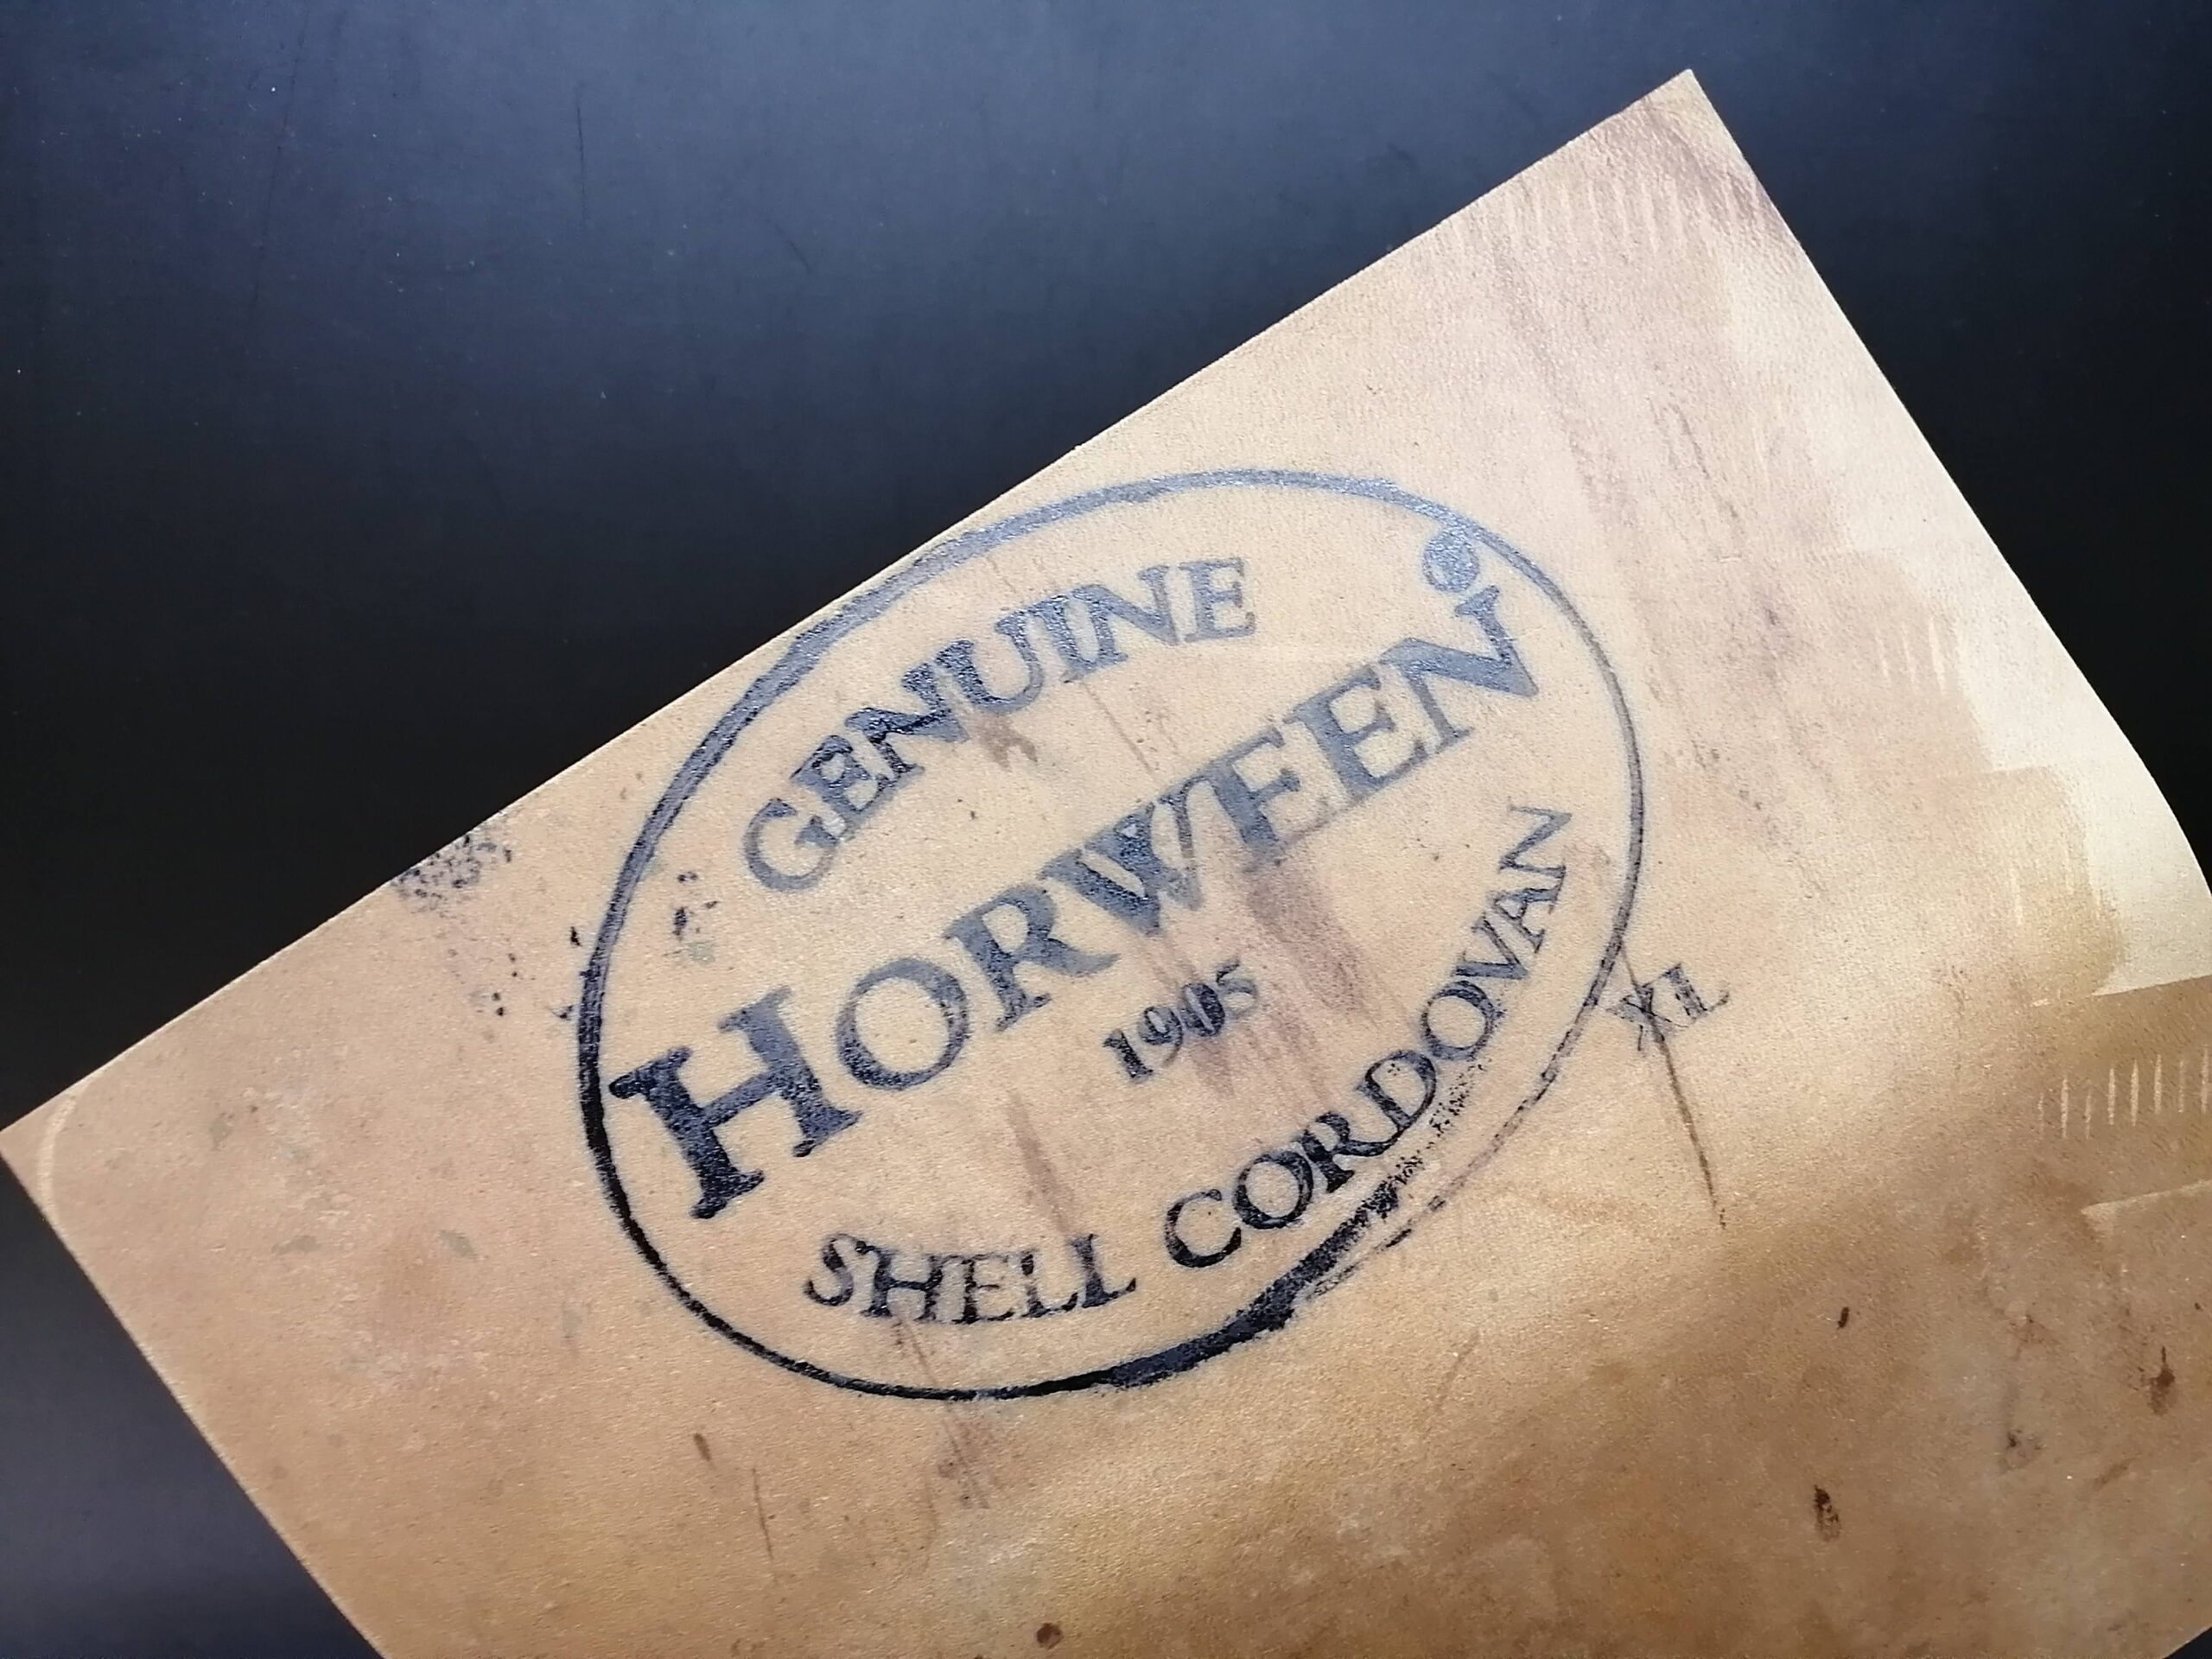 GENUINE
HORWEEN
1905
SHELL CORDOVAN
XL